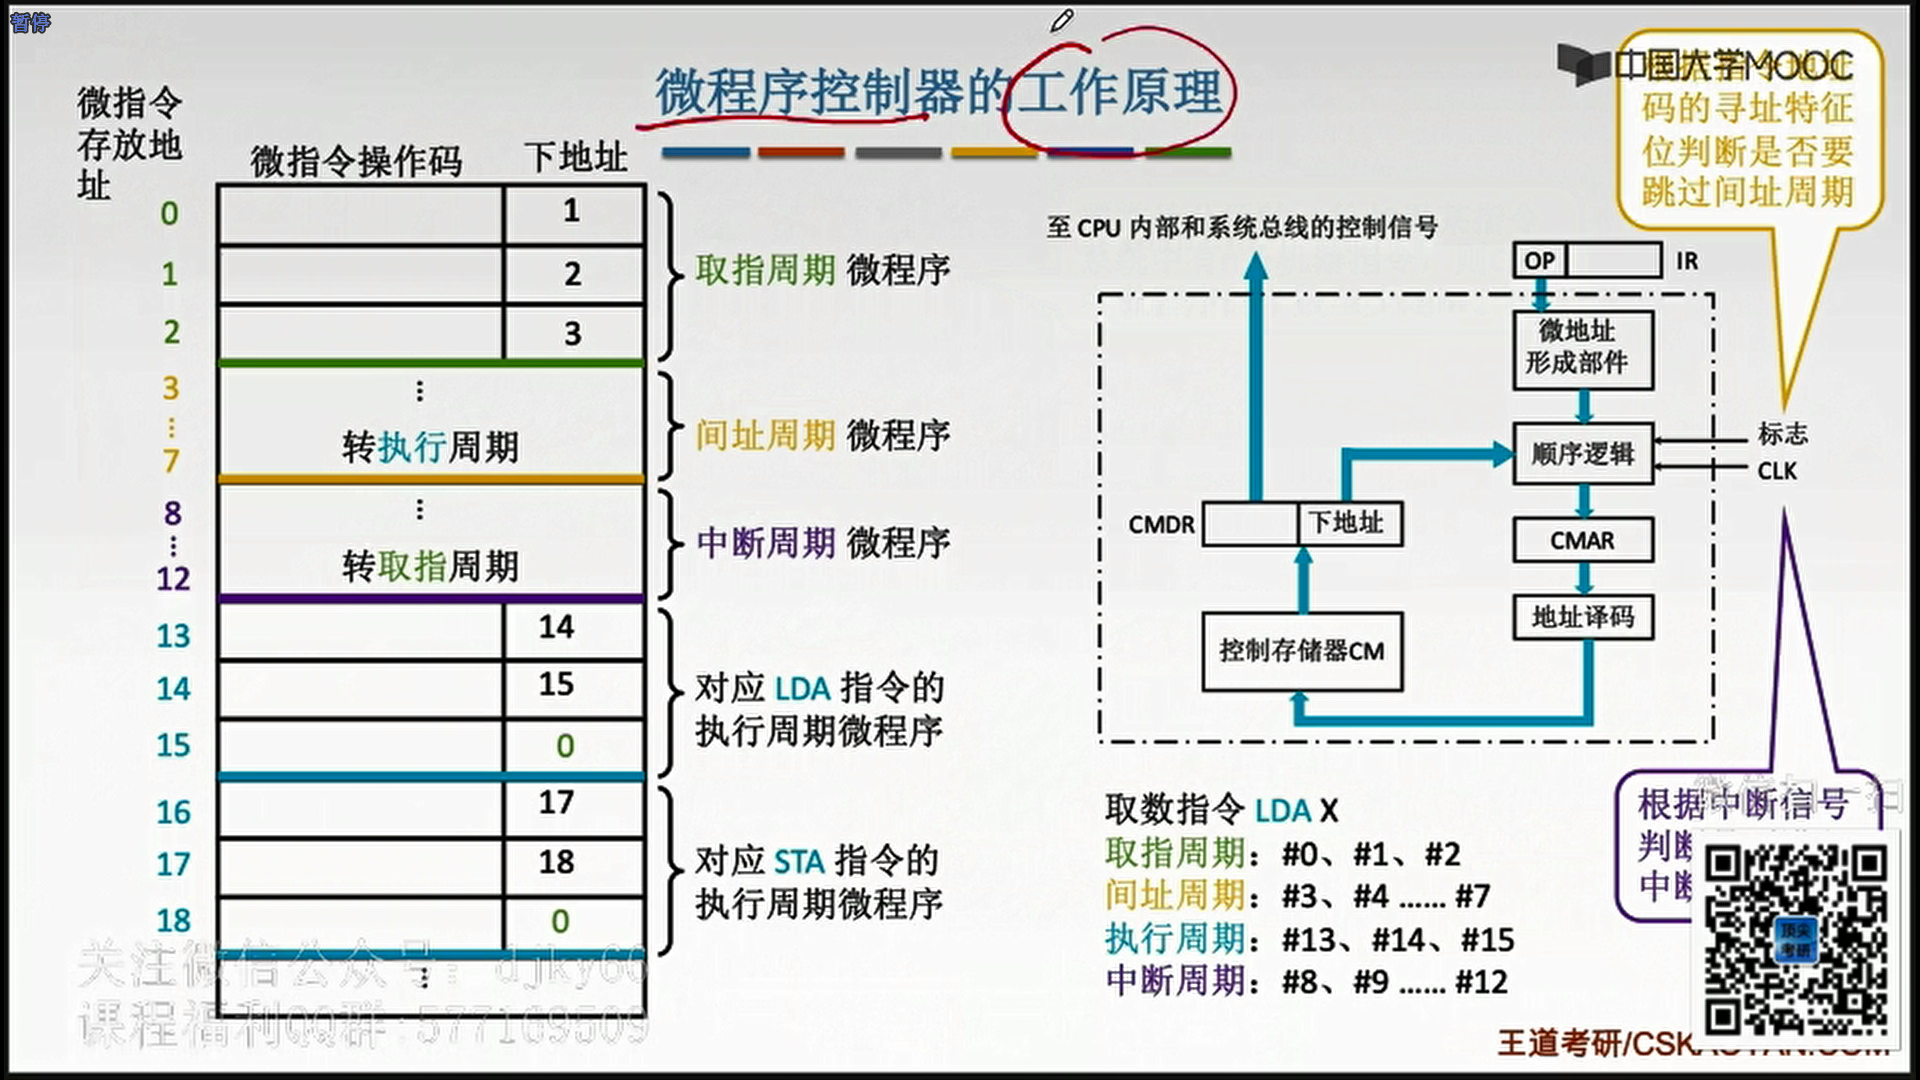 暂停
微程序控制器的工作原理
中国大学MOOC
码的寻址特征
位判断是否要
跳过间址周期
微指令
存放地
址
微指令操作码 下地址
0 1
1 2
2 3
取指周期 微程序
3
⋮ ⋮
7 转执行周期
间址周期 微程序
8
⋮ ⋮
12 转取指周期
中断周期 微程序
13 14
14 15
15 0
对应 LDA 指令的
执行周期微程序
16 17
17 18
18 0
对应 STA 指令的
执行周期微程序
⋮
至 CPU 内部和系统总线的控制信号
OP IR
微地址
形成部件
顺序逻辑
标志
CLK
CMDR 下地址
CMAR
地址译码
控制存储器CM
取数指令 LDA X
取指周期：#0、#1、#2
间址周期：#3、#4 …… #7
执行周期：#13、#14、#15
中断周期：#8、#9 …… #12
根据中断信号
判断
中断
顶尖
考研
关注微信公众号：djky66
课程福利QQ群:577169509
王道考研/CSKAOYAN.COM